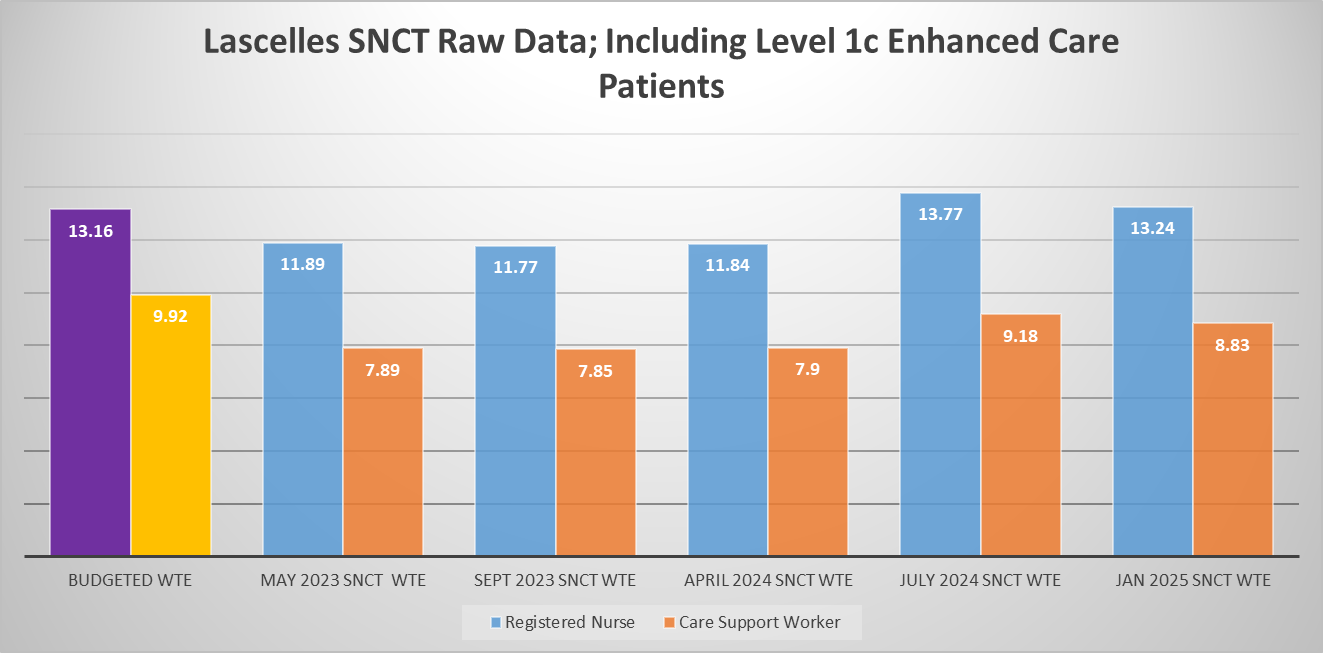 Lascelles SNCT Raw Data; Including Level 1c Enhanced Care
Patients
13.16
9.92
11.89
7.89
11.77
7.85
11.84
7.9
13.77
9.18
13.24
8.83
BUDGETED WTE
MAY 2023 SNCT WTE
SEPT 2023 SNCT WTE
APRIL 2024 SNCT WTE
JULY 2024 SNCT WTE
JAN 2025 SNCT WTE
Registered Nurse
Care Support Worker